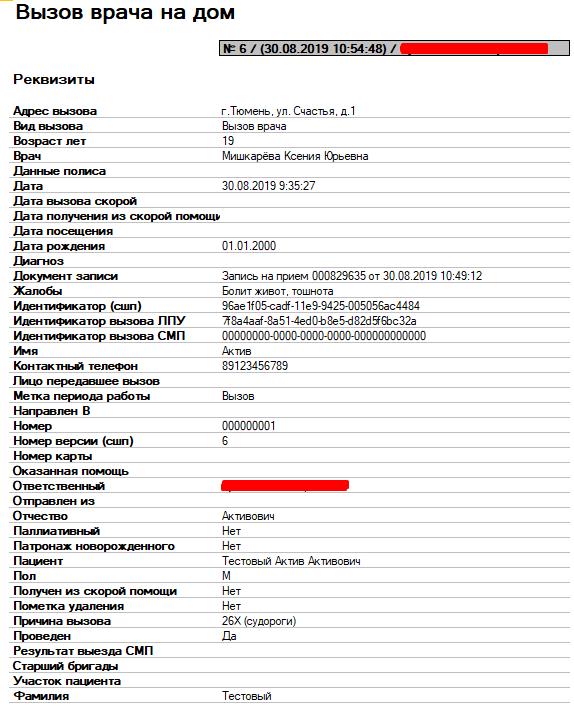 Вызов врача на дом
№ 6 / (30.08.2019 10:54:48) /
Реквизиты
Адрес вызова г.Тюмень, ул. Счастья, д.1
Вид вызова Вызов врача
Возраст лет 19
Врач Мишкарёва Ксения Юрьевна
Данные полиса
Дата 30.08.2019 9:35:27
Дата вызова скорой
Дата получения из скорой помощи
Дата посещения
Дата рождения 01.01.2000
Диагноз
Документ записи Запись на прием 000829635 от 30.08.2019 10:49:12
Жалобы Болит живот, тошнота
Идентификатор (сшп) 96ae1f05-cadf-11e9-9425-005056ac4484
Идентификатор вызова ЛПУ 7f8a4aaf-8a51-4ed0-b8e5-d82d5f6bc32a
Идентификатор вызова СМП 00000000-0000-0000-0000-000000000000
Имя Актив
Контактный телефон 89123456789
Лицо передавшее вызов
Метка периода работы Вызов
Направлен В
Номер 000000001
Номер версии (сшп) 6
Номер карты
Оказанная помощь
Ответственный
Отправлен из
Отчество Активович
Паллиативный Нет
Патронаж новорожденного Нет
Пациент Тестовый Актив Активович
Пол М
Получен из скорой помощи Нет
Пометка удаления Нет
Причина вызова 26Х (судороги)
Проведен Да
Результат выезда СМП
Старший бригады
Участок пациента
Фамилия Тестовый